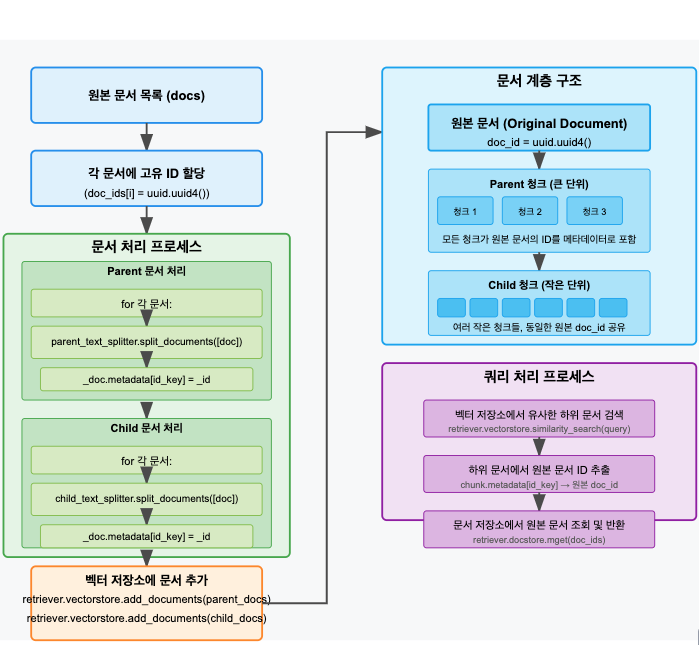 원본 문서 목록 (docs)
각 문서에 고유 ID 할당
(doc_ids[i] = uuid.uuid4())
문서 처리 프로세스
Parent 문서 처리
for 각 문서:
parent_text_splitter.split_documents([doc])
_doc.metadata[id_key] = _id
Child 문서 처리
for 각 문서:
child_text_splitter.split_documents([doc])
_doc.metadata[id_key] = _id
벡터 저장소에 문서 추가
retriever.vectorstore.add_documents(parent_docs)
retriever.vectorstore.add_documents(child_docs)
문서 계층 구조
원본 문서 (Original Document)
doc_id = uuid.uuid4()
Parent 청크 (큰 단위)
청크 1 청크 2 청크 3
모든 청크가 원본 문서의 ID를 메타데이터로 포함
Child 청크 (작은 단위)
여러 작은 청크들, 동일한 원본 doc_id 공유
쿼리 처리 프로세스
벡터 저장소에서 유사한 하위 문서 검색
retriever.vectorstore.similarity_search(query)
하위 문서에서 원본 문서 ID 추출
chunk.metadata[id_key] → 원본 doc_id
문서 저장소에서 원본 문서 조회 및 반환
retriever.docstore.mget(doc_ids)